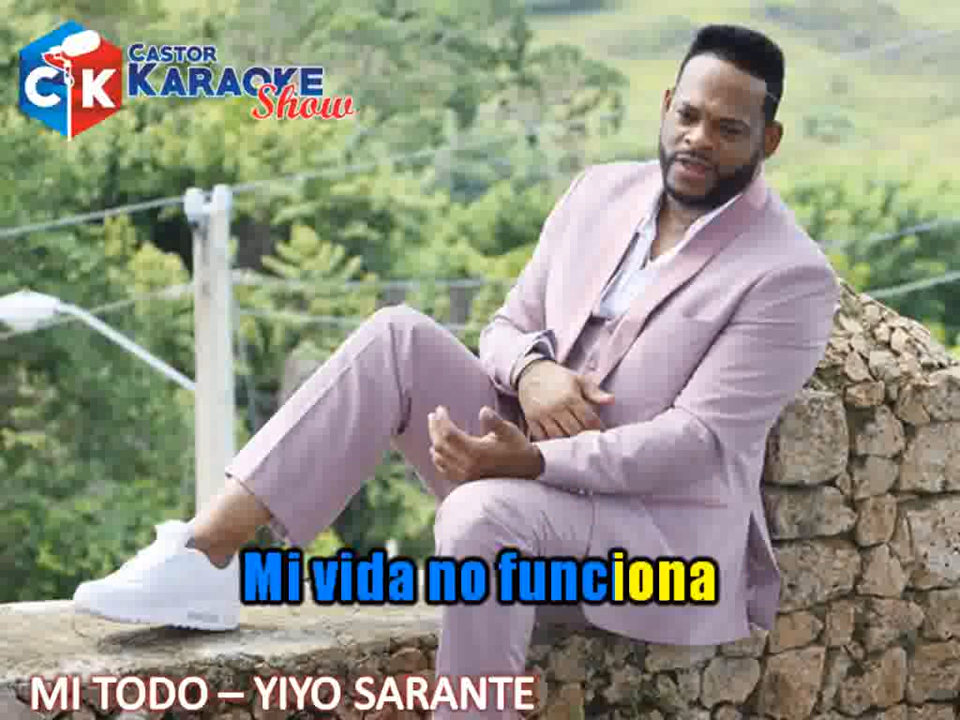 CASTOR
KARAOKE
Show
CK
Mi vida no funciona
MI TODO – YIYO SARANTE